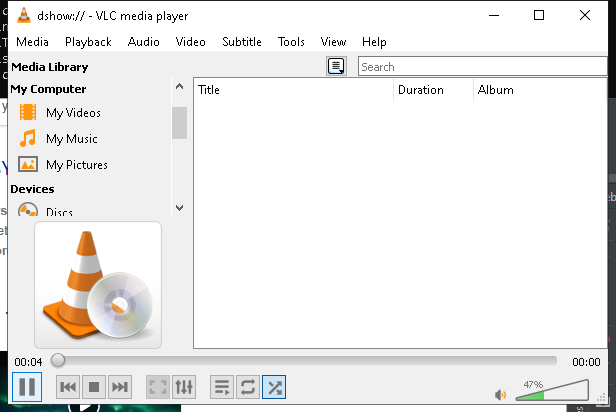 dshow:// - VLC media player
Media Playback Audio Video Subtitle Tools View Help
Media Library
Search
My Computer
Title Duration Album
My Videos
My Music
My Pictures
Devices
Discs
00:04 00:00
47%